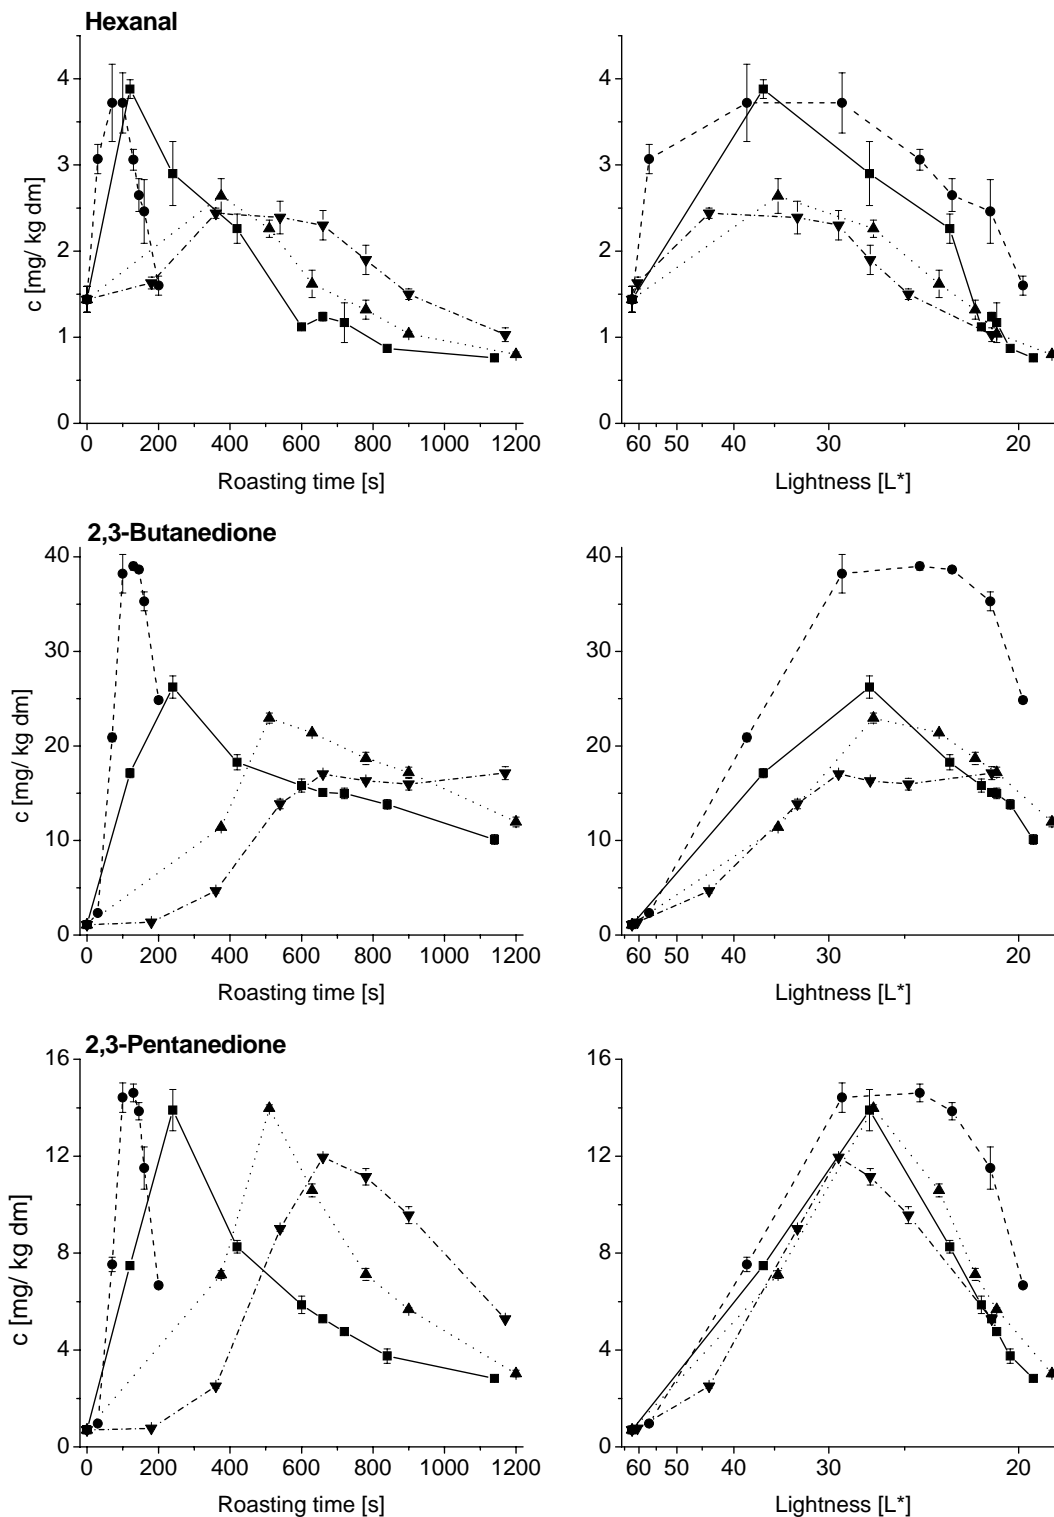 Hexanal
4
3
2
1
0
c [mg/ kg dm]
0 200 400 600 800 1000 1200
Roasting time [s]
4
3
2
1
0
60 50 40 30 20
Lightness [L*]
2,3-Butanedione
40
30
20
10
0
c [mg/ kg dm]
0 200 400 600 800 1000 1200
Roasting time [s]
40
30
20
10
0
60 50 40 30 20
Lightness [L*]
2,3-Pentanedione
16
12
8
4
0
c [mg/ kg dm]
0 200 400 600 800 1000 1200
Roasting time [s]
16
12
8
4
0
60 50 40 30 20
Lightness [L*]